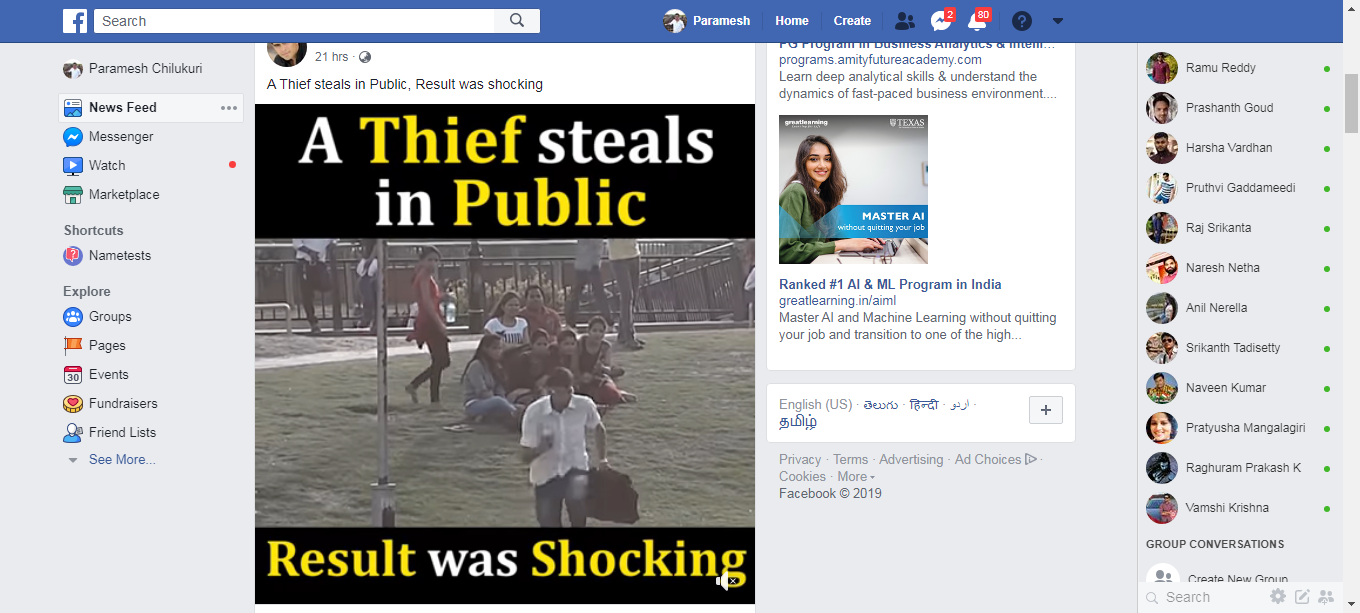 Search
Paramesh
Home
Create
2
80
Paramesh Chilukuri
News Feed
Messenger
Watch
Marketplace
Shortcuts
Nametests
Explore
Groups
Pages
30
Events
Fundraisers
Friend Lists
See More...
21 hrs ·
A Thief steals in Public, Result was shocking
A Thief steals
in Public
Result was Shocking
PG Program in Business Analytics & Intelli...
programs.amityfutureacademy.com
Learn deep analytical skills & understand the
dynamics of fast-paced business environment....
greatlearning
TEXAS
MASTER AI
without quitting your job
Ranked #1 AI & ML Program in India
greatlearning.in/aiml
Master AI and Machine Learning without quitting
your job and transition to one of the high...
English (US) · తెలుగు · हिन्दी · اردو ·
தமிழ்
Privacy · Terms · Advertising · Ad Choices ·
Cookies · More
Facebook © 2019
Ramu Reddy
Prashanth Goud
Harsha Vardhan
Pruthvi Gaddameedi
Raj Srikanta
Naresh Netha
Anil Nerella
Srikanth Tadisetty
Naveen Kumar
Pratyusha Mangalagiri
Raghuram Prakash K
Vamshi Krishna
GROUP CONVERSATIONS
Create New Group
Search